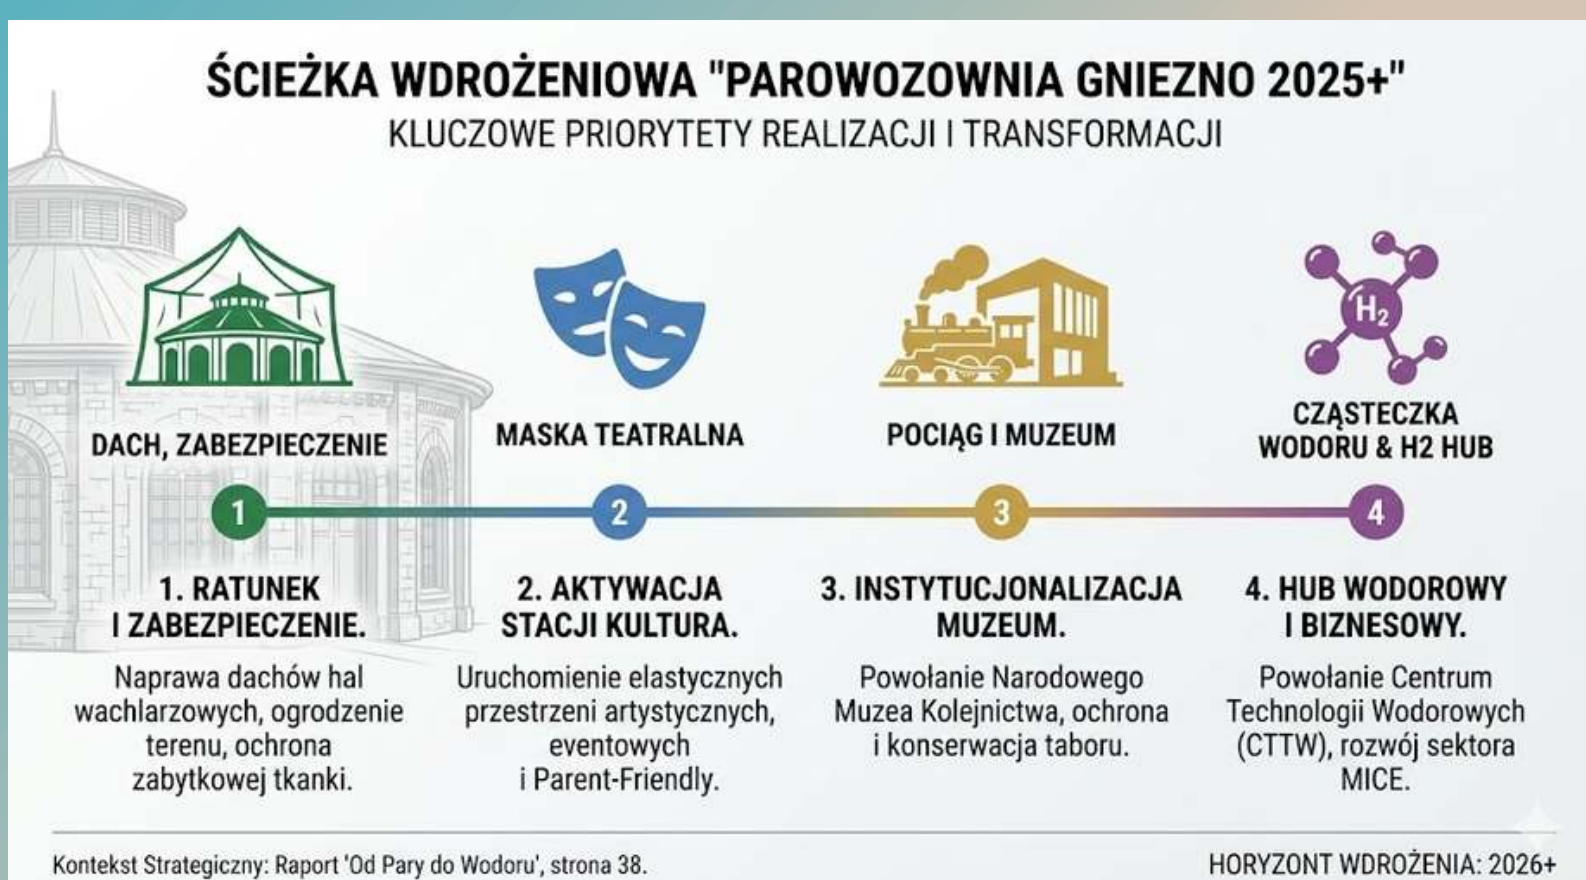 ŚCIEŻKA WDROŻENIOWA "PAROWOZOWNIA GNIEZNO 2025+"
KLUCZOWE PRIORYTETY REALIZACJI I TRANSFORMACJI
DACH, ZABEZPIECZENIE
1
1. RATUNEK
I ZABEZPIECZENIE.
Naprawa dachów hal
wachlarzowych, ogrodzenie
terenu, ochrona
zabytkowej tkanki.
MASKA TEATRALNA
2
2. AKTYWACJA
STACJI KULTURA.
Uruchomienie elastycznych
przestrzeni artystycznych,
eventowych
i Parent-Friendly.
POCIĄG I MUZEUM
3
3. INSTYTUCJONALIZACJA
MUZEUM.
Powołanie Narodowego
Muzea Kolejnictwa, ochrona
i konserwacja taboru.
H₂
CZĄSTECZKA
WODORU & H2 HUB
4
4. HUB WODOROWY
I BIZNESOWY.
Powołanie Centrum
Technologii Wodorowych
(CTTW), rozwój sektora
MICE.
Kontekst Strategiczny: Raport 'Od Pary do Wodoru', strona 38.
HORYZONT WDROŻENIA: 2026+